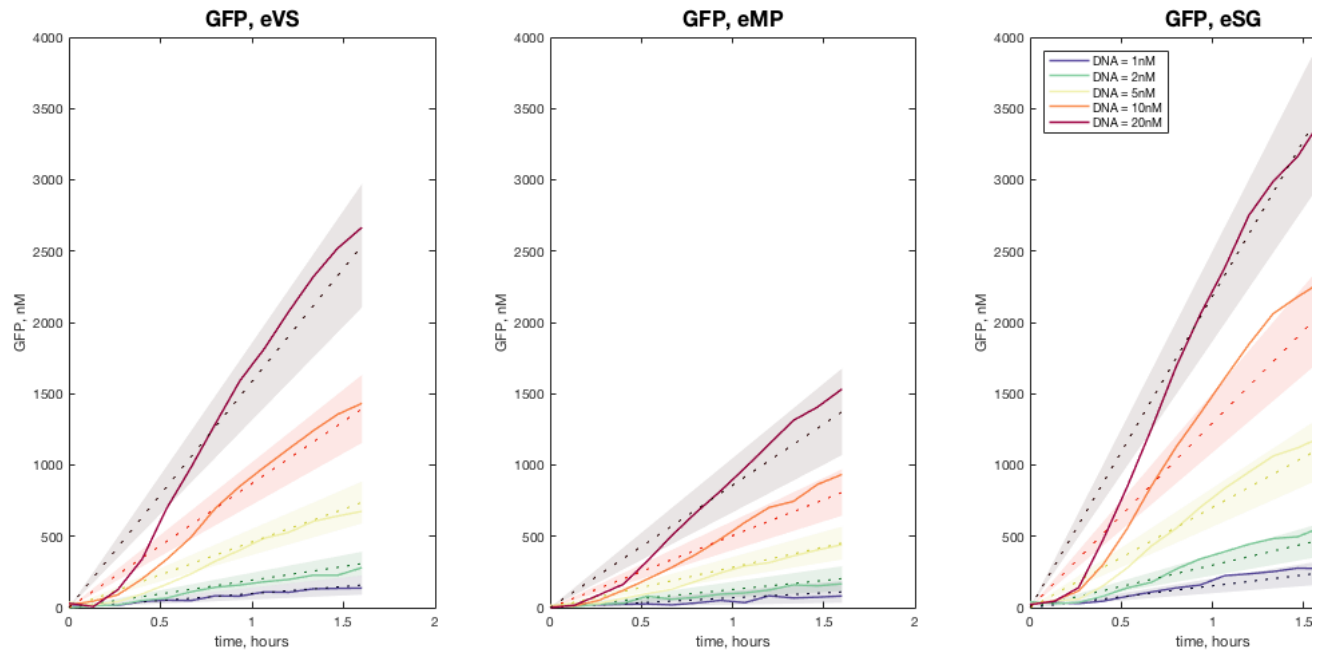 GFP, eVS
4000
3500
3000
2500
2000
1500
1000
500
0
GFP, nM
0
0.5
1
1.5
2
time, hours
GFP, eMP
4000
3500
3000
2500
2000
1500
1000
500
0
GFP, nM
0
0.5
1
1.5
2
time, hours
GFP, eSG
4000
3500
3000
2500
2000
1500
1000
500
0
GFP, nM
DNA = 1nM
DNA = 2nM
DNA = 5nM
DNA = 10nM
DNA = 20nM
0
0.5
1
1.5
time, hours